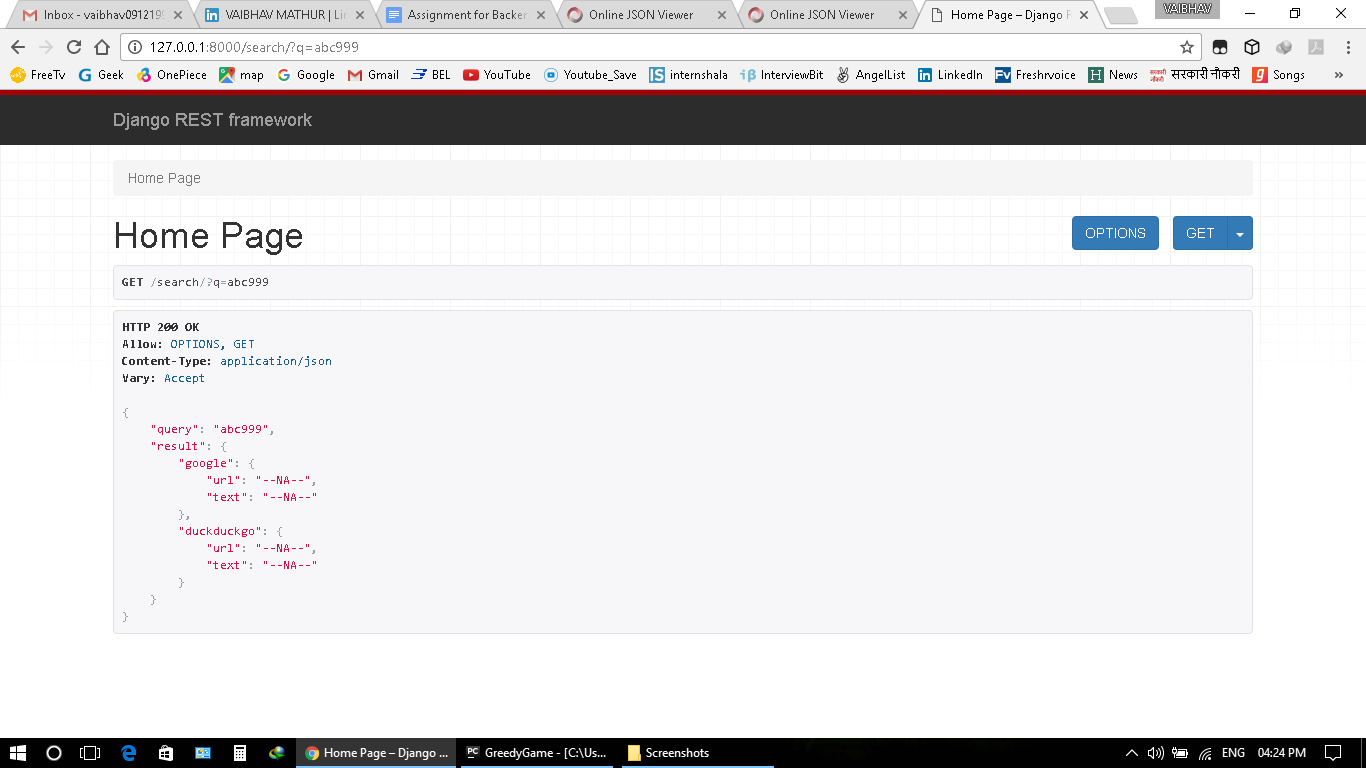 Inbox - vaibhav0912199
VAIBHAV MATHUR | Lin
Assignment for Backen
Online JSON Viewer
Online JSON Viewer
Home Page – Django R
VAIBHAV
127.0.0.1:8000/search/?q=abc999
FreeTv
Geek
OnePiece
map
Google
Gmail
BEL
YouTube
Youtube_Save
internshala
InterviewBit
AngelList
LinkedIn
Freshrvoice
News
सरकारी नौकरी
Songs
»
Django REST framework
Home Page
Home Page
OPTIONS
GET
GET /search/?q=abc999
HTTP 200 OK
Allow: OPTIONS, GET
Content-Type: application/json
Vary: Accept
{
    "query": "abc999",
    "result": {
        "google": {
            "url": "--NA--",
            "text": "--NA--"
        },
        "duckduckgo": {
            "url": "--NA--",
            "text": "--NA--"
        }
    }
}
Home Page – Django ...
GreedyGame - [C:\Us...
Screenshots
ENG
04:24 PM